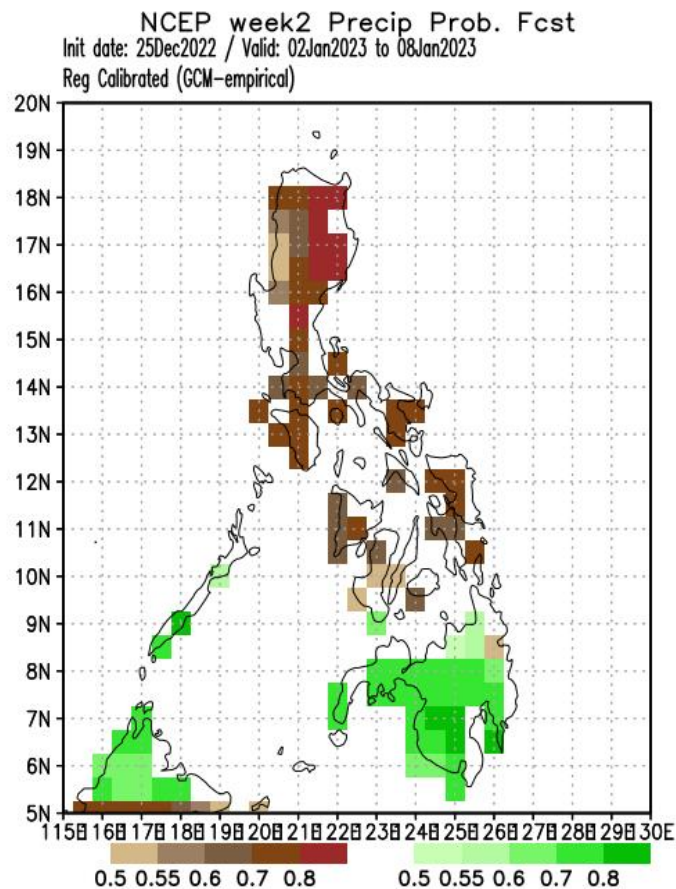 NCEP week2 Precip Prob. Fcst
Init date: 25Dec2022 / Valid: 02Jan2023 to 08Jan2023
Reg Calibrated (GCM-empirical)
20N
19N
18N
17N
16N
15N
14N
13N
12N
11N
10N
9N
8N
7N
6N
5N
115E 116E 117E 118E 119E 120E 121E 122E 123E 124E 125E 126E 127E 128E 129E 130E
0.5 0.55 0.6 0.7 0.8 0.5 0.55 0.6 0.7 0.8